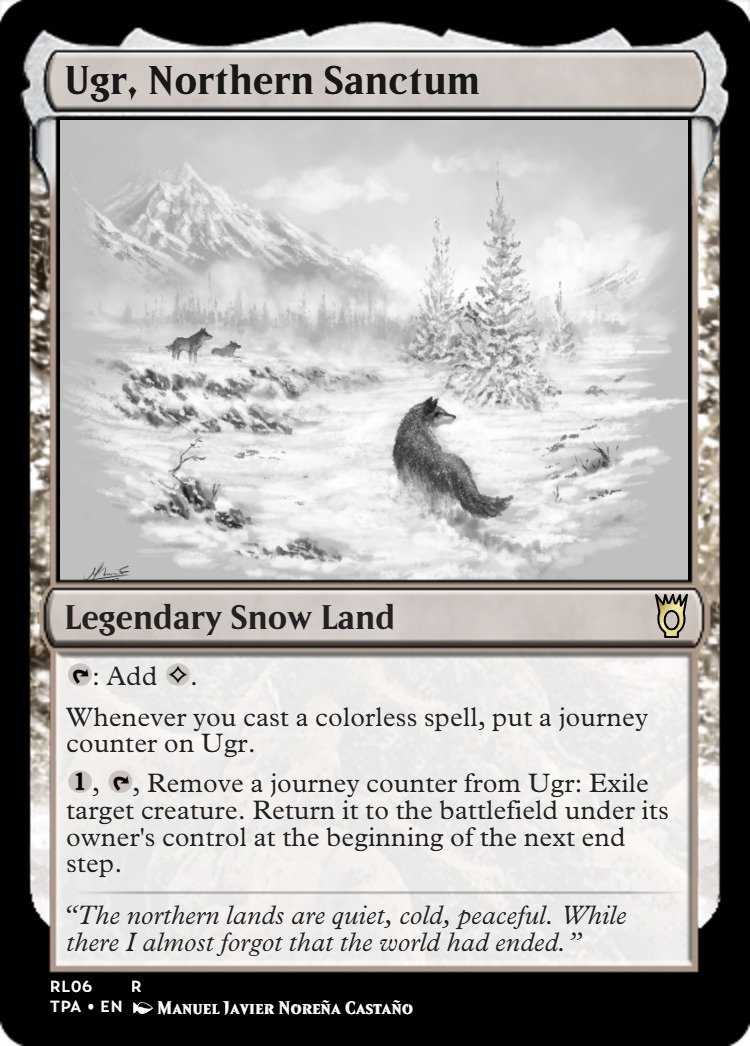 Ugr, Northern Sanctum
Legendary Snow Land
: Add .
Whenever you cast a colorless spell, put a journey
counter on Ugr.
1, , Remove a journey counter from Ugr: Exile
target creature. Return it to the battlefield under its
owner's control at the beginning of the next end
step.
“The northern lands are quiet, cold, peaceful. While
there I almost forgot that the world had ended.”
RL06 R
TPA • EN Manuel Javier Noreña Castaño